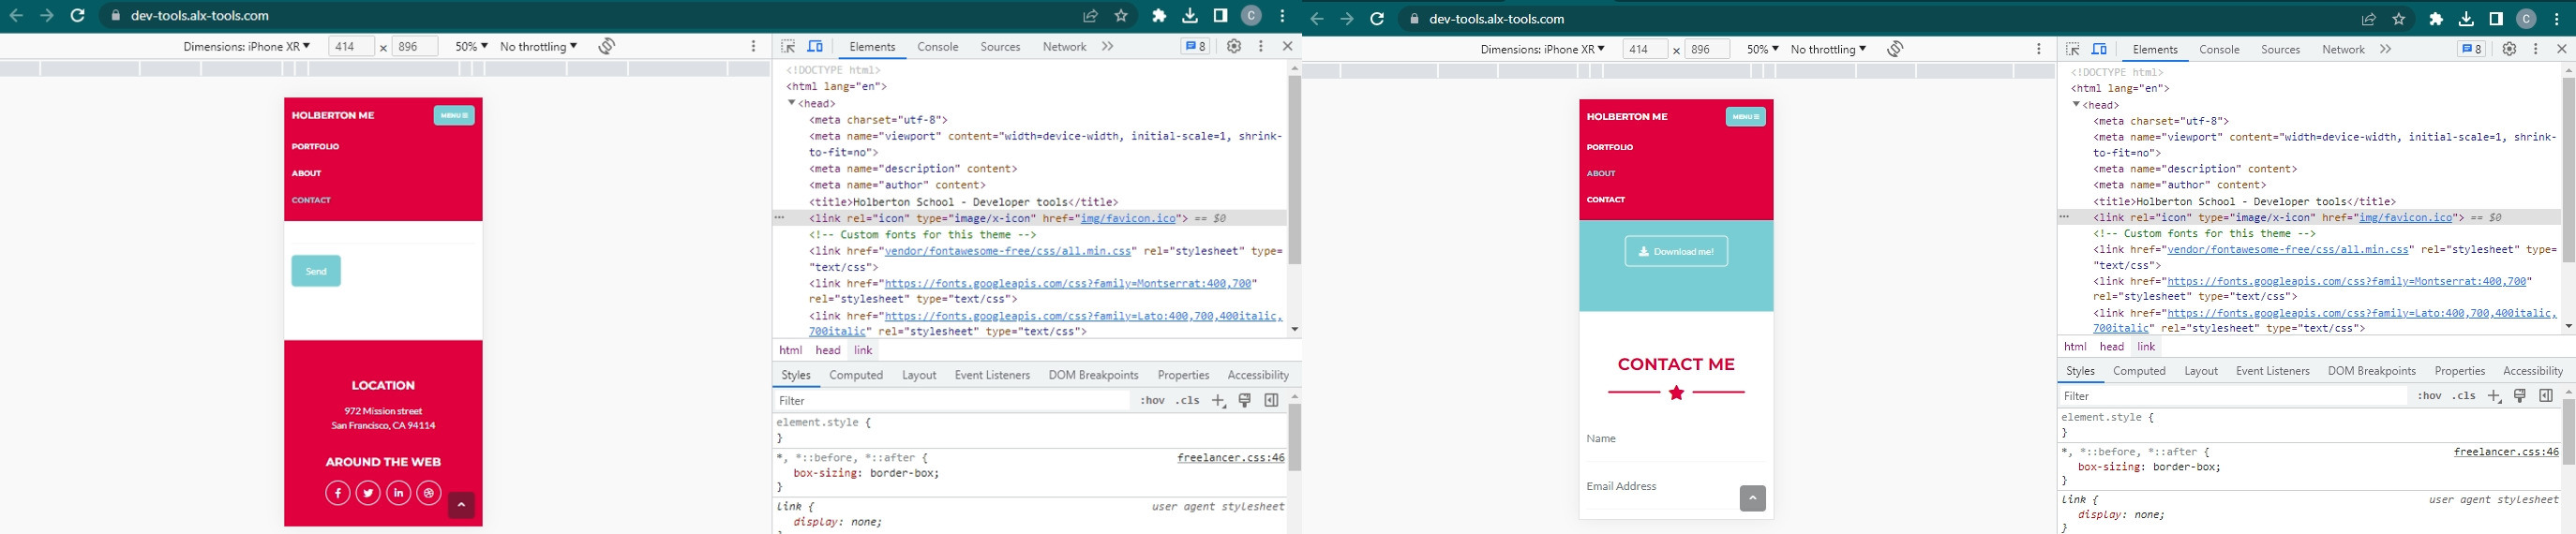 dev-tools.alx-tools.com
C
Dimensions: iPhone XR ▼ 414 × 896 50% ▼ No throttling ▼
Elements Console Sources Network 8
HOLBERTON ME
MENU
PORTFOLIO
ABOUT
CONTACT
Send
LOCATION
972 Mission street
San Francisco, CA 94114
AROUND THE WEB
<!DOCTYPE html>
<html lang="en">
▼<head>
<meta charset="utf-8">
<meta name="viewport" content="width=device-width, initial-scale=1, shrink-
to-fit=no">
<meta name="description" content>
<meta name="author" content>
<title>Holberton School - Developer tools</title>
<link rel="icon" type="image/x-icon" href="img/favicon.ico"> == $0
<!-- Custom fonts for this theme -->
<link href="vendor/fontawesome-free/css/all.min.css" rel="stylesheet" type=
"text/css">
<link href="https://fonts.googleapis.com/css?family=Montserrat:400,700"
rel="stylesheet" type="text/css">
<link href="https://fonts.googleapis.com/css?family=Lato:400,700,400italic,
700italic" rel="stylesheet" type="text/css">
html head link
Styles Computed Layout Event Listeners DOM Breakpoints Properties Accessibility
Filter :hov .cls
element.style {
}
*, *::before, *::after { freelancer.css:46
box-sizing: border-box;
}
link { user agent stylesheet
display: none;
}
dev-tools.alx-tools.com
C
Dimensions: iPhone XR ▼ 414 × 896 50% ▼ No throttling ▼
Elements Console Sources Network 8
HOLBERTON ME
MENU
PORTFOLIO
ABOUT
CONTACT
Download me!
CONTACT ME
Name
Email Address
<!DOCTYPE html>
<html lang="en">
▼<head>
<meta charset="utf-8">
<meta name="viewport" content="width=device-width, initial-scale=1, shrink-
to-fit=no">
<meta name="description" content>
<meta name="author" content>
<title>Holberton School - Developer tools</title>
<link rel="icon" type="image/x-icon" href="img/favicon.ico"> == $0
<!-- Custom fonts for this theme -->
<link href="vendor/fontawesome-free/css/all.min.css" rel="stylesheet" type=
"text/css">
<link href="https://fonts.googleapis.com/css?family=Montserrat:400,700"
rel="stylesheet" type="text/css">
<link href="https://fonts.googleapis.com/css?family=Lato:400,700,400italic,
700italic" rel="stylesheet" type="text/css">
html head link
Styles Computed Layout Event Listeners DOM Breakpoints Properties Accessibility
Filter :hov .cls
element.style {
}
*, *::before, *::after { freelancer.css:46
box-sizing: border-box;
}
link { user agent stylesheet
display: none;
}